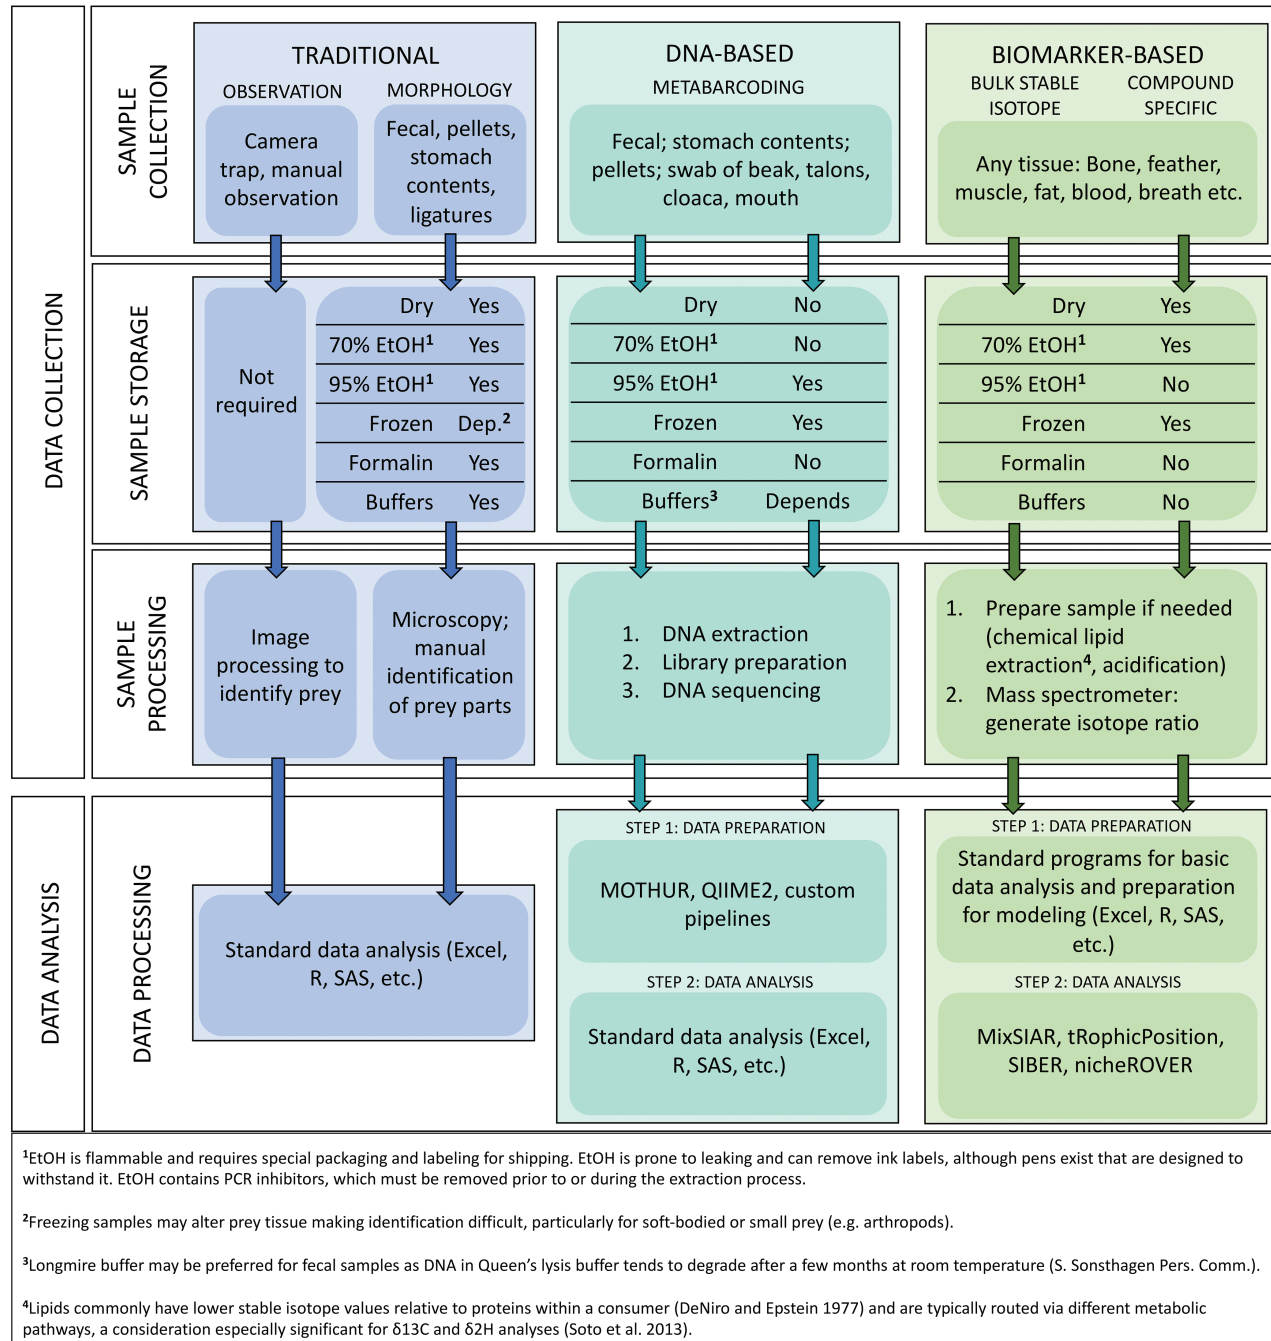 DATA COLLECTION
SAMPLE
COLLECTION
TRADITIONAL
OBSERVATION
Camera
trap, manual
observation
MORPHOLOGY
Fecal, pellets,
stomach
contents,
ligatures
DNA-BASED
METABARCODING
Fecal; stomach contents;
pellets; swab of beak, talons,
cloaca, mouth
BIOMARKER-BASED
BULK STABLE
ISOTOPE
COMPOUND
SPECIFIC
Any tissue: Bone, feather,
muscle, fat, blood, breath etc.
SAMPLE STORAGE
Not
required
Dry Yes
70% EtOH¹ Yes
95% EtOH¹ Yes
Frozen Dep.²
Formalin Yes
Buffers Yes
Dry No
70% EtOH¹ No
95% EtOH¹ Yes
Frozen Yes
Formalin No
Buffers³ Depends
Dry Yes
70% EtOH¹ Yes
95% EtOH¹ No
Frozen Yes
Formalin No
Buffers No
SAMPLE
PROCESSING
Image
processing to
identify prey
Microscopy;
manual
identification
of prey parts
1. DNA extraction
2. Library preparation
3. DNA sequencing
1. Prepare sample if needed
(chemical lipid
extraction⁴, acidification)
2. Mass spectrometer:
generate isotope ratio
DATA ANALYSIS
DATA PROCESSING
Standard data analysis (Excel,
R, SAS, etc.)
STEP 1: DATA PREPARATION
MOTHUR, QIIME2, custom
pipelines
STEP 2: DATA ANALYSIS
Standard data analysis (Excel,
R, SAS, etc.)
STEP 1: DATA PREPARATION
Standard programs for basic
data analysis and preparation
for modeling (Excel, R, SAS,
etc.)
STEP 2: DATA ANALYSIS
MixSIAR, tRophicPosition,
SIBER, nicheROVER
¹EtOH is flammable and requires special packaging and labeling for shipping. EtOH is prone to leaking and can remove ink labels, although pens exist that are designed to
withstand it. EtOH contains PCR inhibitors, which must be removed prior to or during the extraction process.
²Freezing samples may alter prey tissue making identification difficult, particularly for soft-bodied or small prey (e.g. arthropods).
³Longmire buffer may be preferred for fecal samples as DNA in Queen's lysis buffer tends to degrade after a few months at room temperature (S. Sonsthagen Pers. Comm.).
⁴Lipids commonly have lower stable isotope values relative to proteins within a consumer (DeNiro and Epstein 1977) and are typically routed via different metabolic
pathways, a consideration especially significant for δ13C and δ2H analyses (Soto et al. 2013).